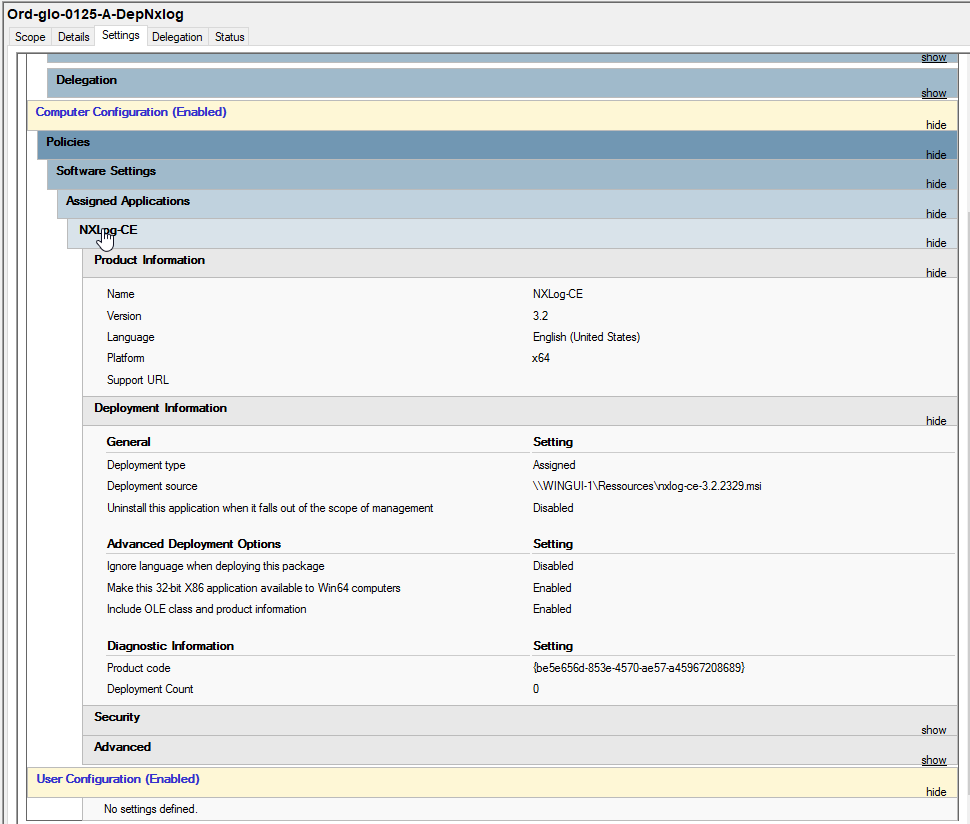 Ord-glo-0125-A-DepNxlog
Scope Details Settings Delegation Status
show
Delegation
show
Computer Configuration (Enabled)
hide
Policies
hide
Software Settings
hide
Assigned Applications
hide
NXLog-CE
hide
Product Information
hide
Name NXLog-CE
Version 3.2
Language English (United States)
Platform x64
Support URL
Deployment Information
hide
General Setting
Deployment type Assigned
Deployment source \\WINGUI-1\Ressources\nxlog-ce-3.2.2329.msi
Uninstall this application when it falls out of the scope of management Disabled
Advanced Deployment Options Setting
Ignore language when deploying this package Disabled
Make this 32-bit X86 application available to Win64 computers Enabled
Include OLE class and product information Enabled
Diagnostic Information Setting
Product code {be5e656d-853e-4570-ae57-a45967208689}
Deployment Count 0
Security
show
Advanced
show
User Configuration (Enabled)
hide
No settings defined.